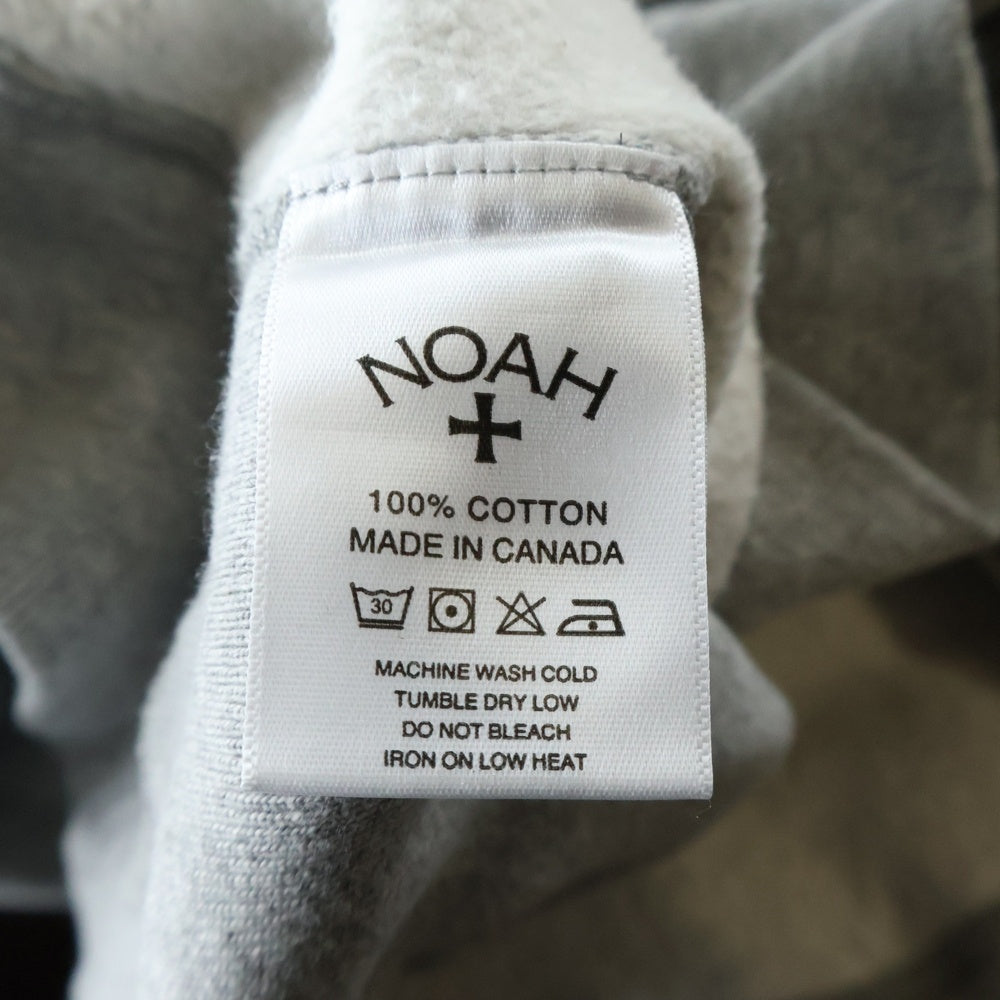 NOAH
100% COTTON
MADE IN CANADA
30
MACHINE WASH COLD
TUMBLE DRY LOW
DO NOT BLEACH
IRON ON LOW HEAT